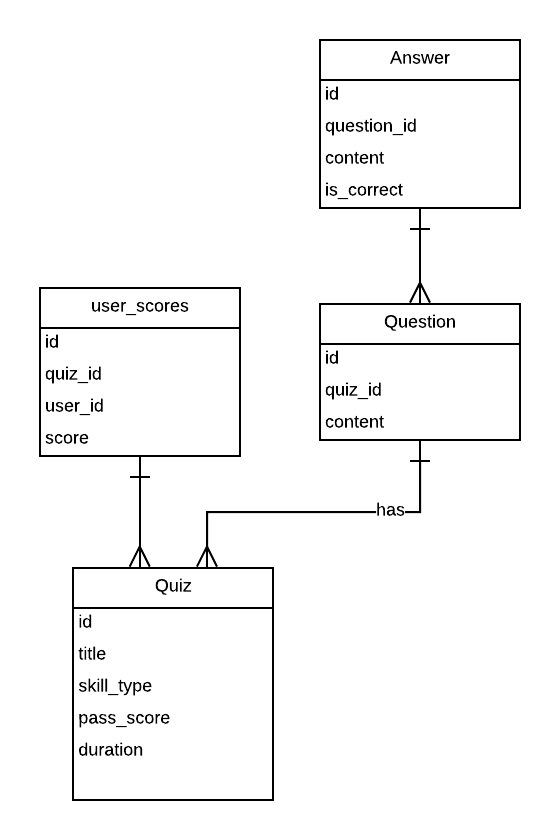 Answer
id
question_id
content
is_correct
user_scores
id
quiz_id
user_id
score
Question
id
quiz_id
content
has
Quiz
id
title
skill_type
pass_score
duration